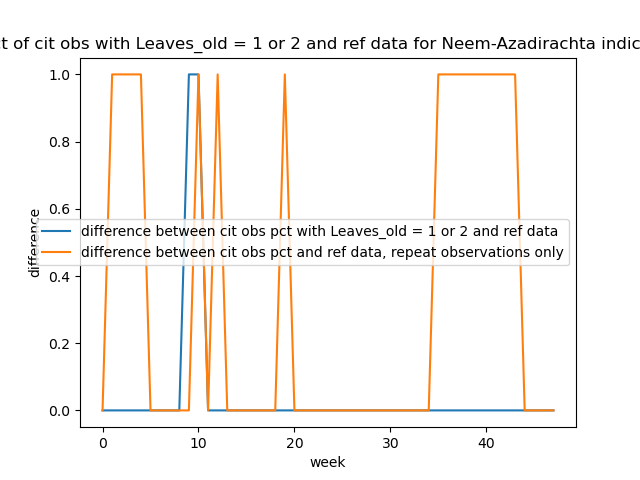 ct of cit obs with Leaves_old = 1 or 2 and ref data for Neem-Azadirachta indic
1.0
0.8
0.6
difference between cit obs pct with Leaves_old = 1 or 2 and ref data
difference
difference between cit obs pct and ref data, repeat observations only
0.4
0.2
0.0
0 10 20 30 40
week